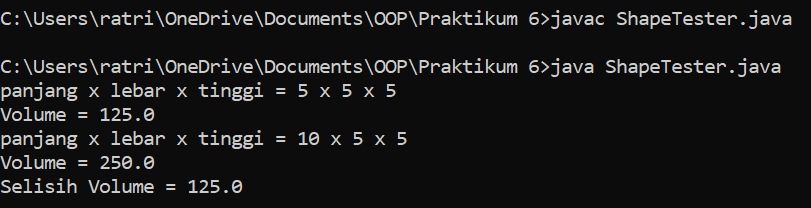 C:\Users\ratri\OneDrive\Documents\OOP\Praktikum 6>javac ShapeTester.java
C:\Users\ratri\OneDrive\Documents\OOP\Praktikum 6>java ShapeTester.java
panjang x lebar x tinggi = 5 x 5 x 5
Volume = 125.0
panjang x lebar x tinggi = 10 x 5 x 5
Volume = 250.0
Selisih Volume = 125.0